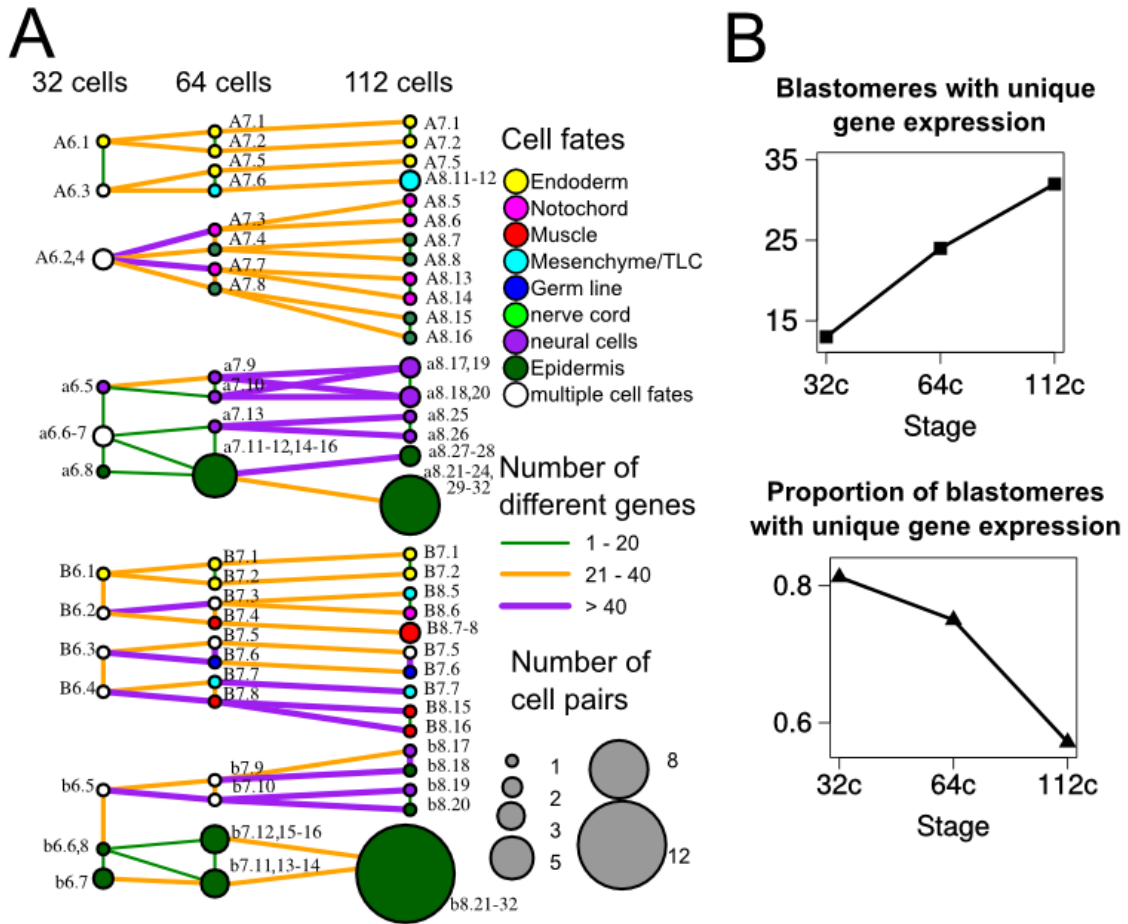 A
32 cells
64 cells
112 cells
A6.1
A6.3
A6.2,4
a6.5
a6.6-7
a6.8
B6.1
B6.2
B6.3
B6.4
b6.5
b6.6,8
b6.7
A7.1
A7.2
A7.5
A7.6
A7.3
A7.4
A7.7
A7.8
a7.9
a7.10
a7.13
a7.11-12,14-16
B7.1
B7.2
B7.3
B7.4
B7.5
B7.6
B7.7
B7.8
b7.9
b7.10
b7.12,15-16
b7.11,13-14
A7.1
A7.2
A7.5
A8.11-12
A8.5
A8.6
A8.7
A8.8
A8.13
A8.14
A8.15
A8.16
a8.17,19
a8.18,20
a8.25
a8.26
a8.27-28
a8.21-24,
29-32
B7.1
B7.2
B8.5
B8.6
B8.7-8
B7.5
B7.6
B7.7
B8.15
B8.16
b8.17
b8.18
b8.19
b8.20
b8.21-32
Cell fates
Endoderm
Notochord
Muscle
Mesenchyme/TLC
Germ line
nerve cord
neural cells
Epidermis
multiple cell fates
Number of
different genes
1 - 20
21 - 40
> 40
Number of
cell pairs
1
2
3
5
8
12
B
Blastomeres with unique
gene expression
35
25
15
32c
64c
112c
Stage
Proportion of blastomeres
with unique gene expression
0.8
0.6
32c
64c
112c
Stage